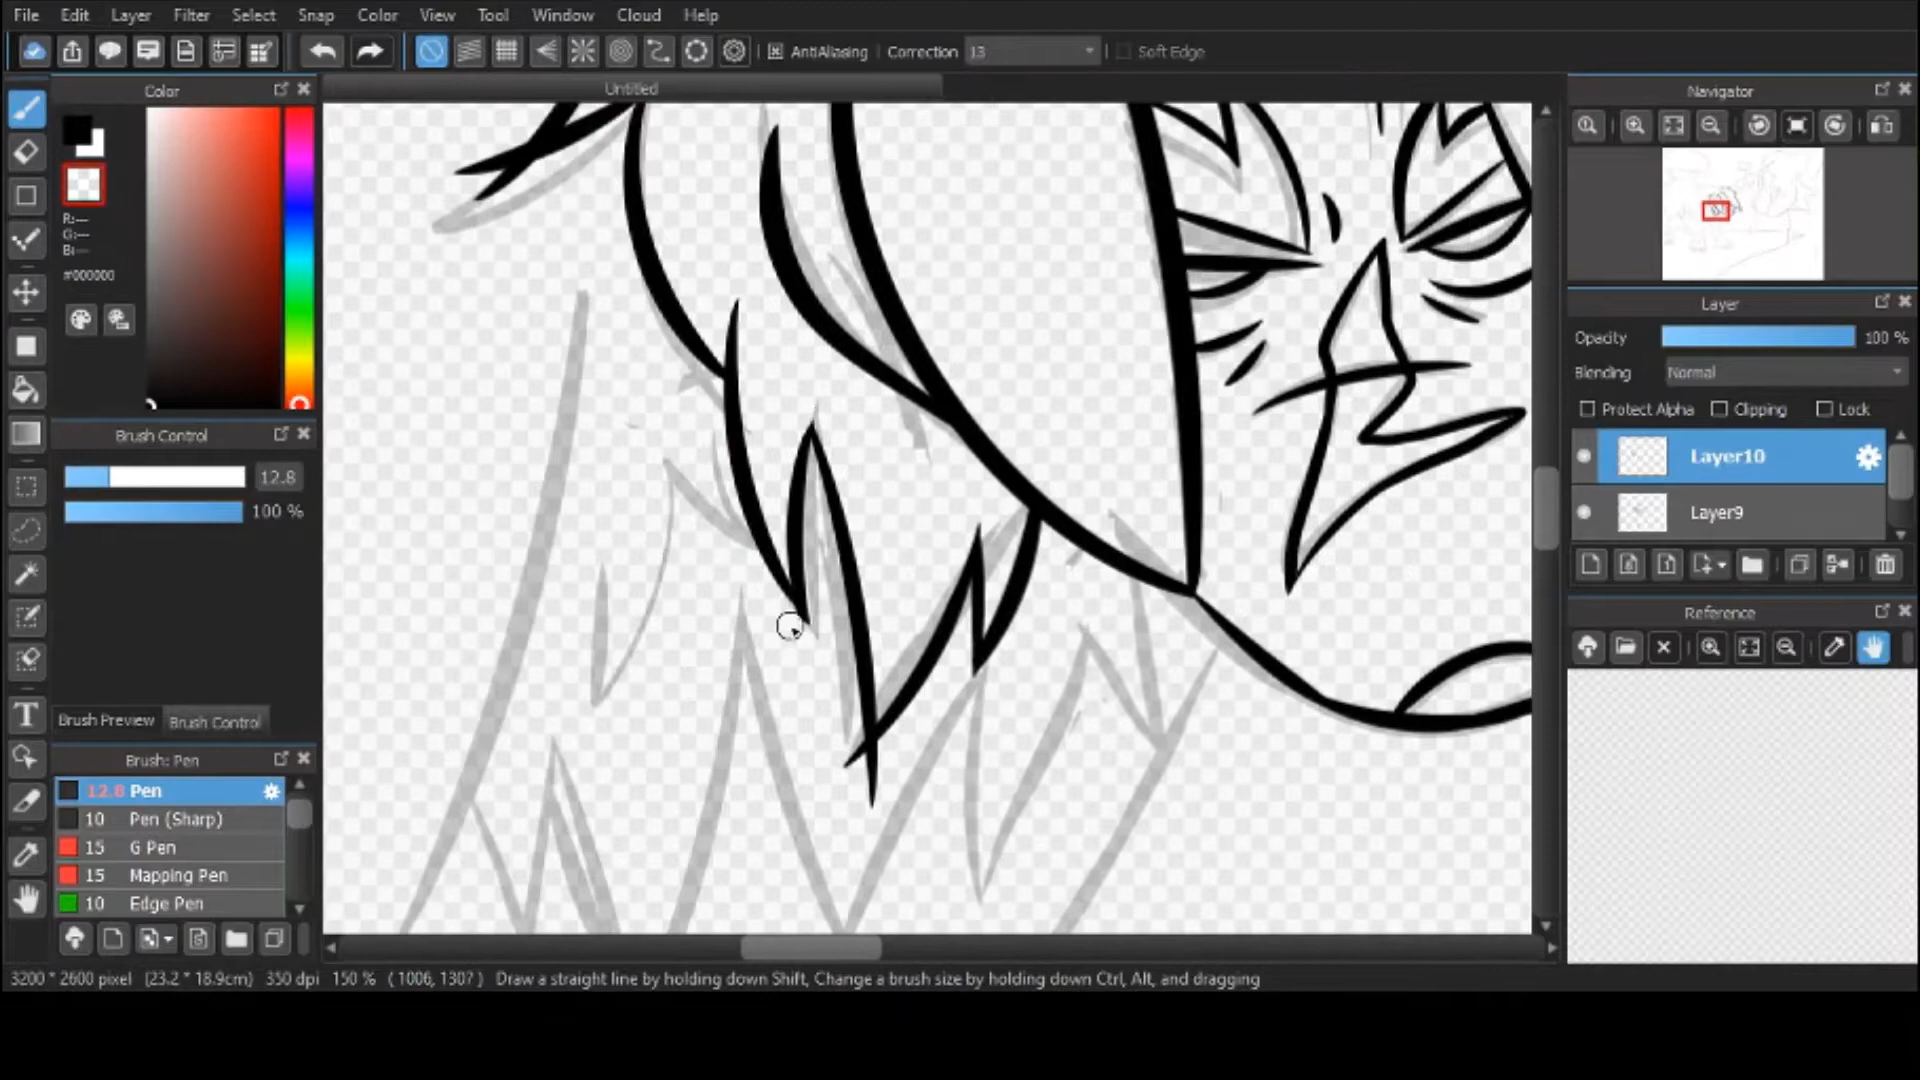 File Edit Layer Filter Select Snap Color View Tool Window Cloud Help
AntiAliasing Correction 13 Soft Edge
Color
Untitled
Navigator
R:---
G:---
B:---
#000000
Layer
Opacity 100 %
Blending Normal
Protect Alpha Clipping Lock
Layer10
Layer9
Brush Control
12.8
100 %
Reference
Brush Preview Brush Control
Brush: Pen
12.8 Pen
10 Pen (Sharp)
15 G Pen
15 Mapping Pen
10 Edge Pen
3200 * 2600 pixel (23.2 * 18.9cm) 350 dpi 150 % ( 1006, 1307 ) Draw a straight line by holding down Shift, Change a brush size by holding down Ctrl, Alt, and dragging